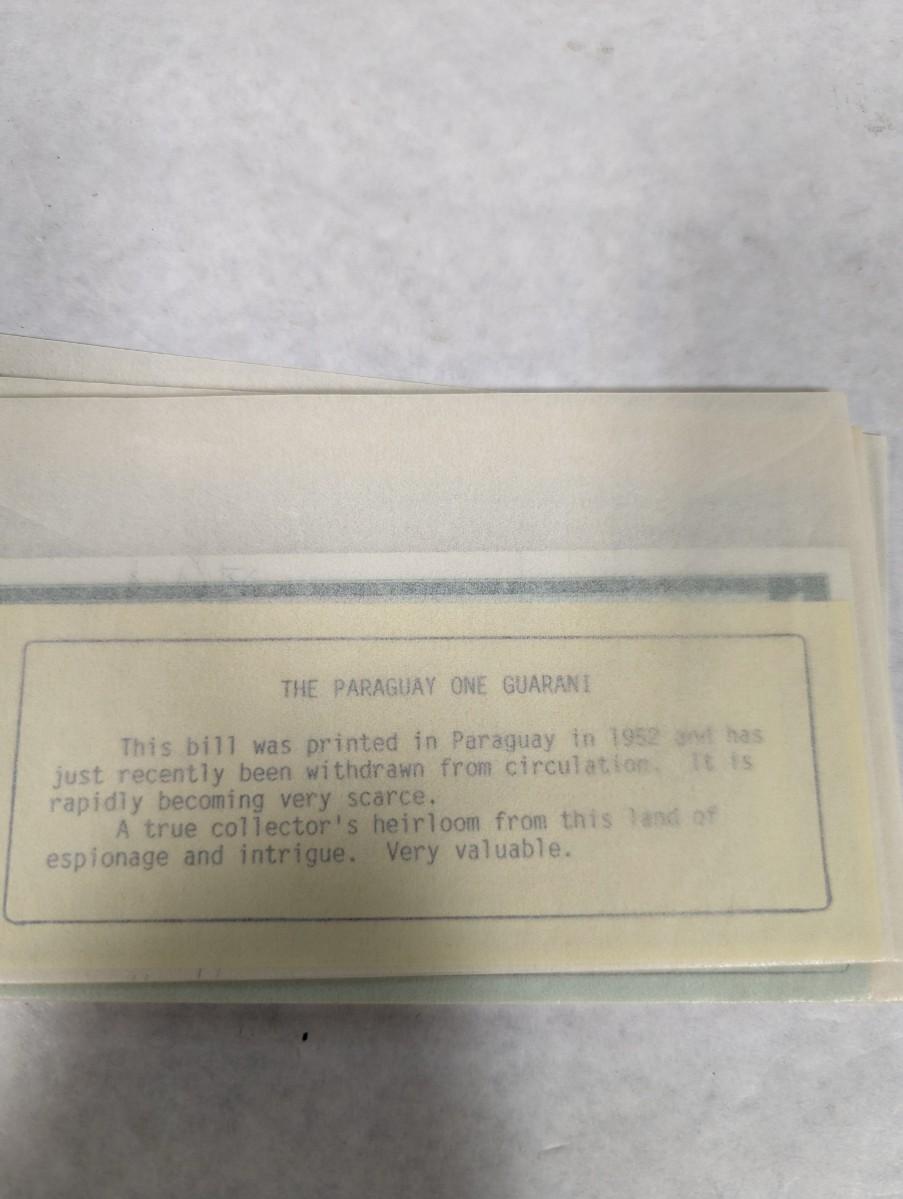 THE PARAGUAY ONE GUARANI
This bill was printed in Paraguay in 1952 and has
just recently been withdrawn from circulation. It is
rapidly becoming very scarce.
A true collector's heirloom from this land of
espionage and intrigue. Very valuable.